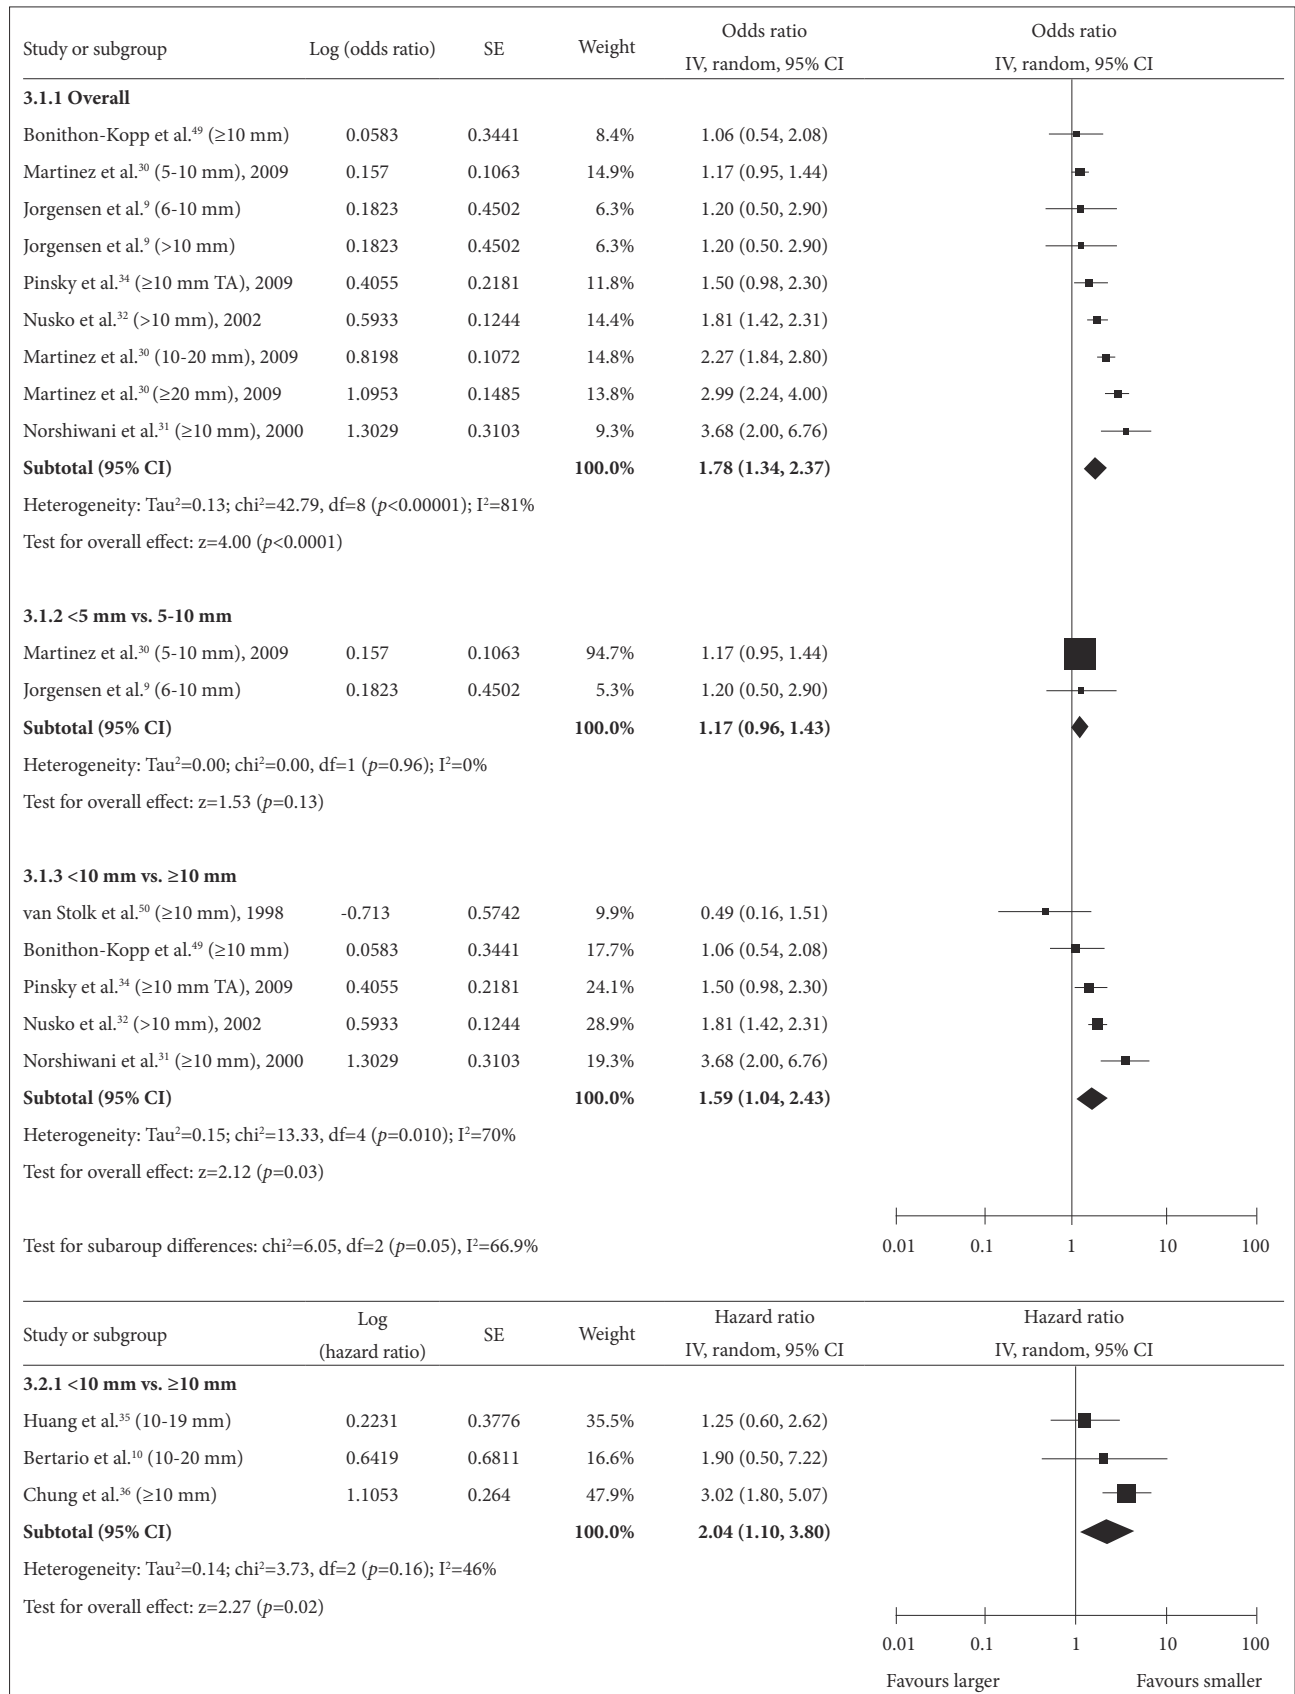 Study or subgroup Log (odds ratio) SE Weight Odds ratio IV, random, 95% CI Odds ratio IV, random, 95% CI
3.1.1 Overall
Bonithon-Kopp et al.⁴⁹ (≥10 mm) 0.0583 0.3441 8.4% 1.06 (0.54, 2.08)
Martinez et al.³⁰ (5-10 mm), 2009 0.157 0.1063 14.9% 1.17 (0.95, 1.44)
Jorgensen et al.⁹ (6-10 mm) 0.1823 0.4502 6.3% 1.20 (0.50, 2.90)
Jorgensen et al.⁹ (>10 mm) 0.1823 0.4502 6.3% 1.20 (0.50. 2.90)
Pinsky et al.³⁴ (≥10 mm TA), 2009 0.4055 0.2181 11.8% 1.50 (0.98, 2.30)
Nusko et al.³² (>10 mm), 2002 0.5933 0.1244 14.4% 1.81 (1.42, 2.31)
Martinez et al.³⁰ (10-20 mm), 2009 0.8198 0.1072 14.8% 2.27 (1.84, 2.80)
Martinez et al.³⁰ (≥20 mm), 2009 1.0953 0.1485 13.8% 2.99 (2.24, 4.00)
Norshiwani et al.³¹ (≥10 mm), 2000 1.3029 0.3103 9.3% 3.68 (2.00, 6.76)
Subtotal (95% CI) 100.0% 1.78 (1.34, 2.37)
Heterogeneity: Tau²=0.13; chi²=42.79, df=8 (p<0.00001); I²=81%
Test for overall effect: z=4.00 (p<0.0001)
3.1.2 <5 mm vs. 5-10 mm
Martinez et al.³⁰ (5-10 mm), 2009 0.157 0.1063 94.7% 1.17 (0.95, 1.44)
Jorgensen et al.⁹ (6-10 mm) 0.1823 0.4502 5.3% 1.20 (0.50, 2.90)
Subtotal (95% CI) 100.0% 1.17 (0.96, 1.43)
Heterogeneity: Tau²=0.00; chi²=0.00, df=1 (p=0.96); I²=0%
Test for overall effect: z=1.53 (p=0.13)
3.1.3 <10 mm vs. ≥10 mm
van Stolk et al.⁵⁰ (≥10 mm), 1998 -0.713 0.5742 9.9% 0.49 (0.16, 1.51)
Bonithon-Kopp et al.⁴⁹ (≥10 mm) 0.0583 0.3441 17.7% 1.06 (0.54, 2.08)
Pinsky et al.³⁴ (≥10 mm TA), 2009 0.4055 0.2181 24.1% 1.50 (0.98, 2.30)
Nusko et al.³² (>10 mm), 2002 0.5933 0.1244 28.9% 1.81 (1.42, 2.31)
Norshiwani et al.³¹ (≥10 mm), 2000 1.3029 0.3103 19.3% 3.68 (2.00, 6.76)
Subtotal (95% CI) 100.0% 1.59 (1.04, 2.43)
Heterogeneity: Tau²=0.15; chi²=13.33, df=4 (p=0.010); I²=70%
Test for overall effect: z=2.12 (p=0.03)
Test for subaroup differences: chi²=6.05, df=2 (p=0.05), I²=66.9% 0.01 0.1 1 10 100
Study or subgroup Log (hazard ratio) SE Weight Hazard ratio IV, random, 95% CI Hazard ratio IV, random, 95% CI
3.2.1 <10 mm vs. ≥10 mm
Huang et al.³⁵ (10-19 mm) 0.2231 0.3776 35.5% 1.25 (0.60, 2.62)
Bertario et al.¹⁰ (10-20 mm) 0.6419 0.6811 16.6% 1.90 (0.50, 7.22)
Chung et al.³⁶ (≥10 mm) 1.1053 0.264 47.9% 3.02 (1.80, 5.07)
Subtotal (95% CI) 100.0% 2.04 (1.10, 3.80)
Heterogeneity: Tau²=0.14; chi²=3.73, df=2 (p=0.16); I²=46%
Test for overall effect: z=2.27 (p=0.02)
0.01 0.1 1 10 100
Favours larger Favours smaller